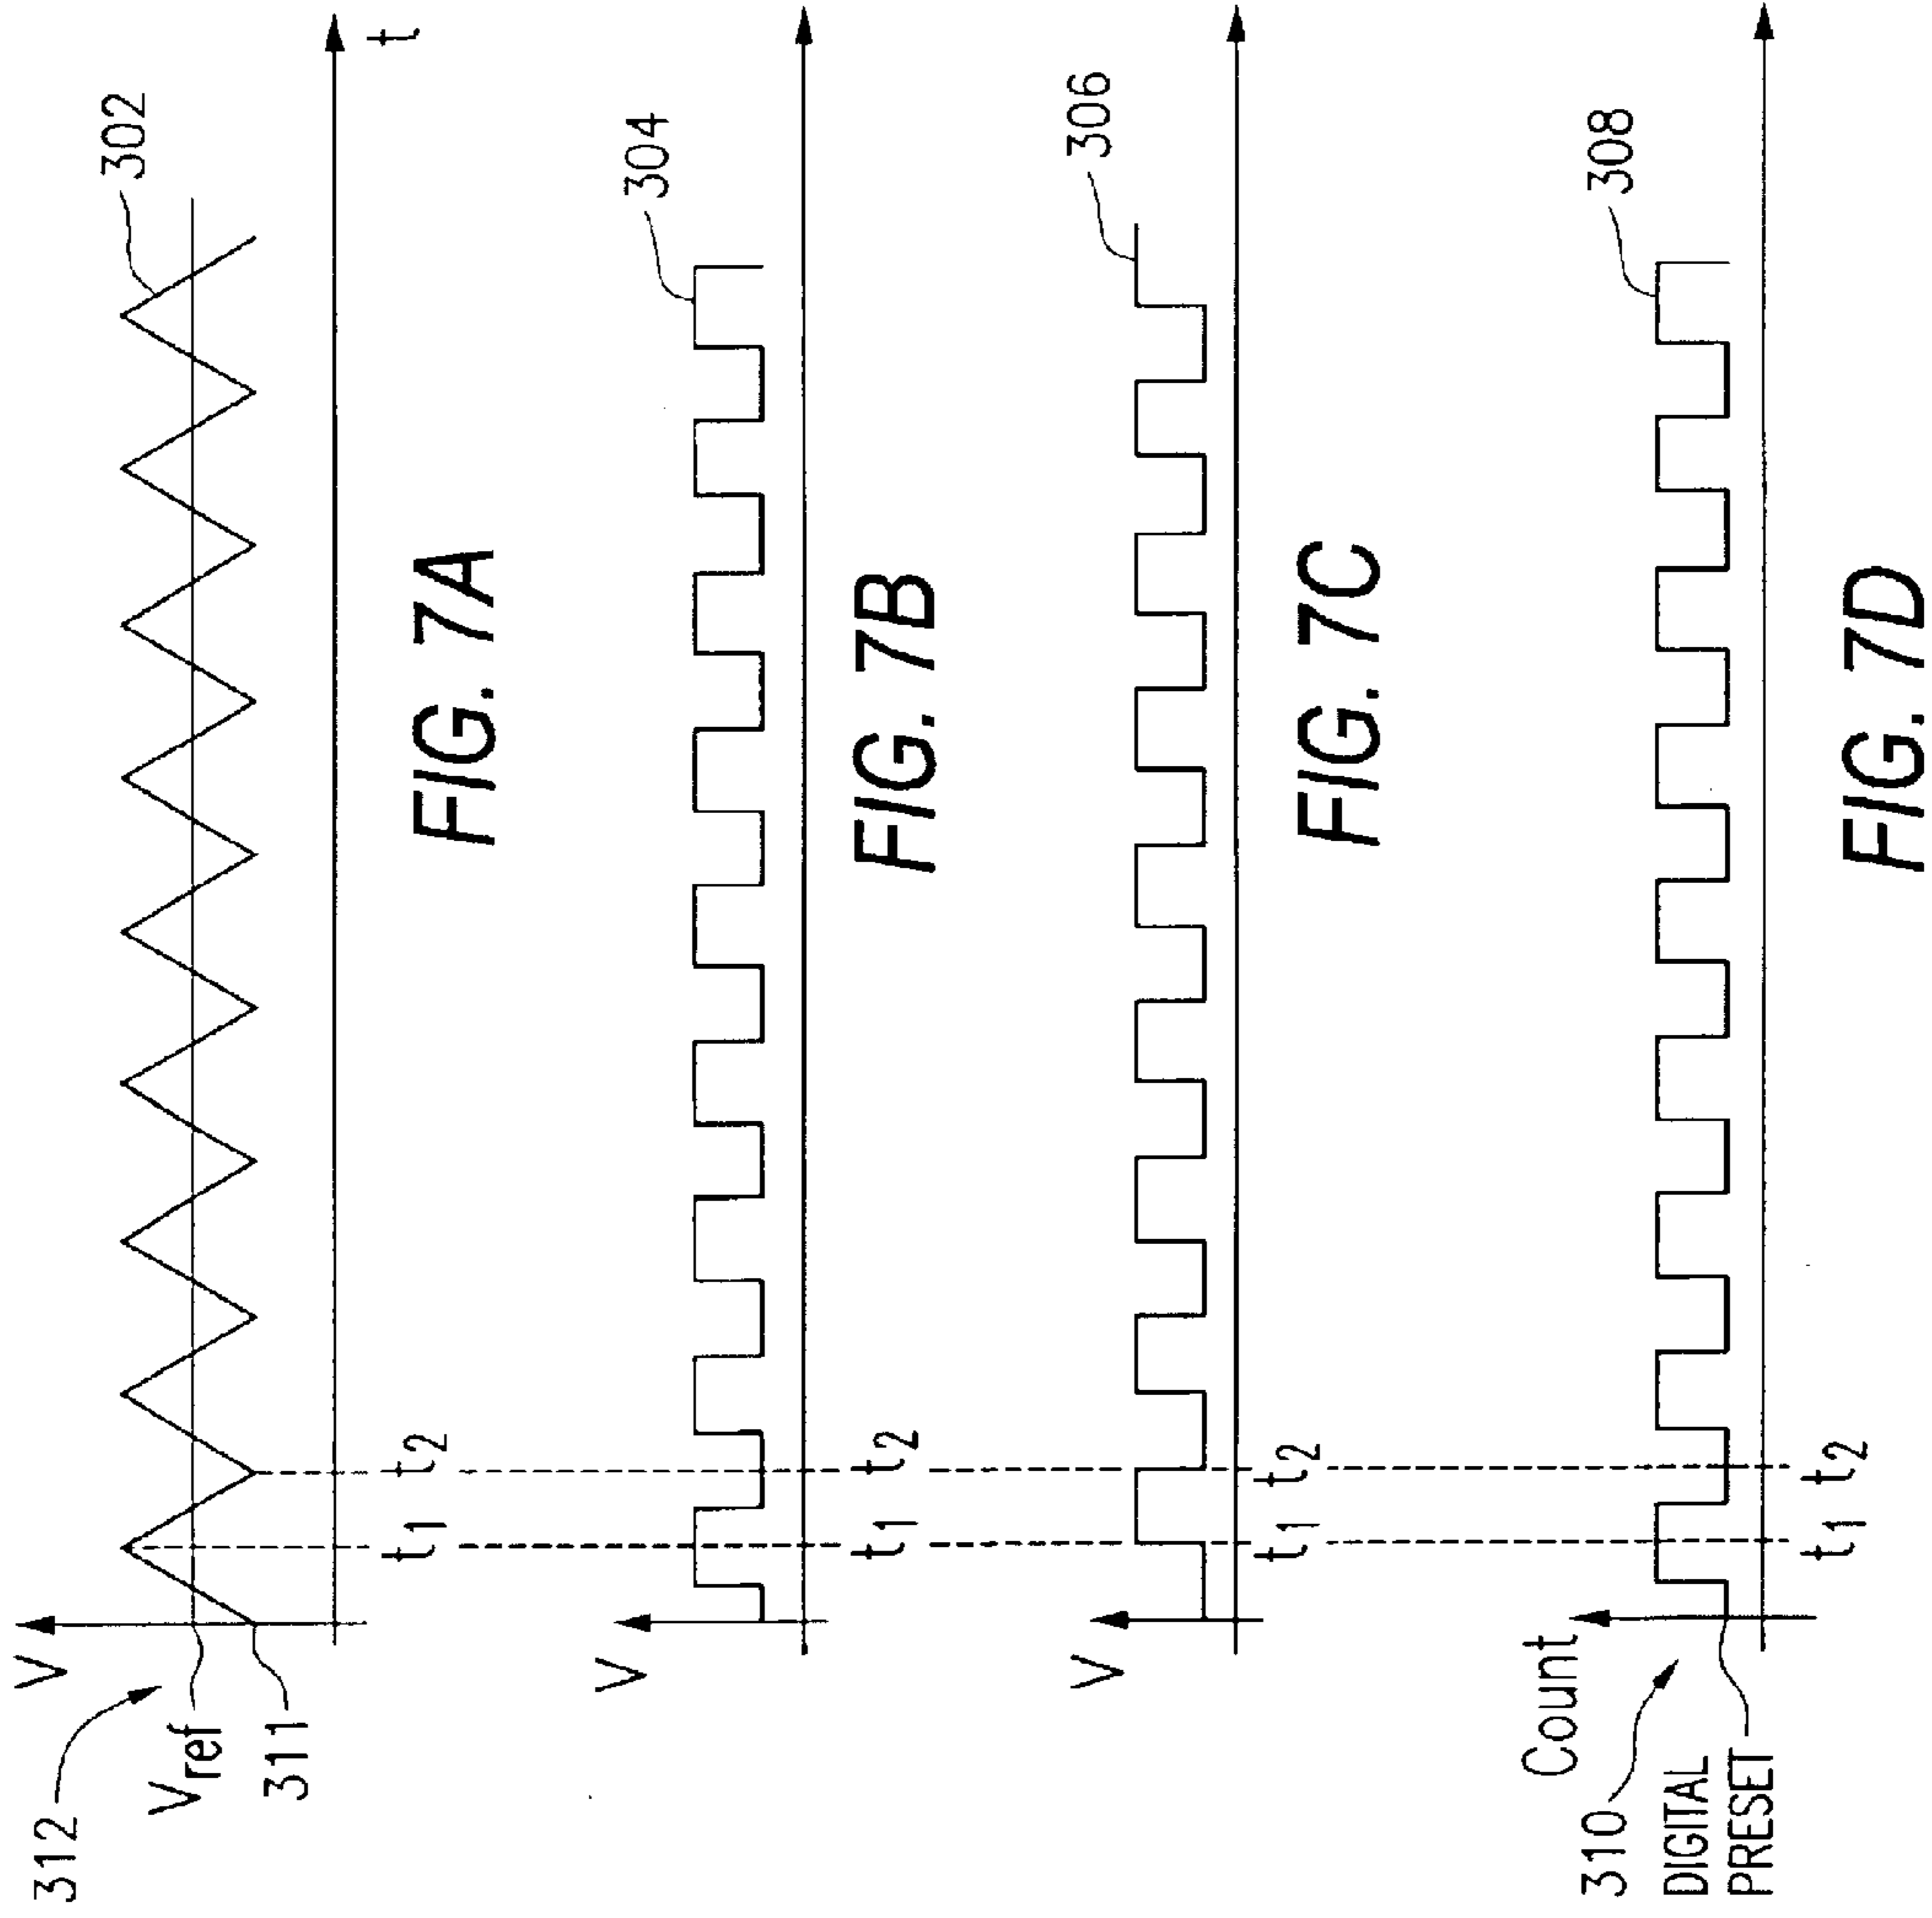 312
V
302
Vref
311
t
t1
t2
FIG. 7A
V
304
t1
t2
FIG. 7B
V
306
t1
t2
FIG. 7C
310
Count
308
DIGITAL
PRESET
t1
t2
FIG. 7D